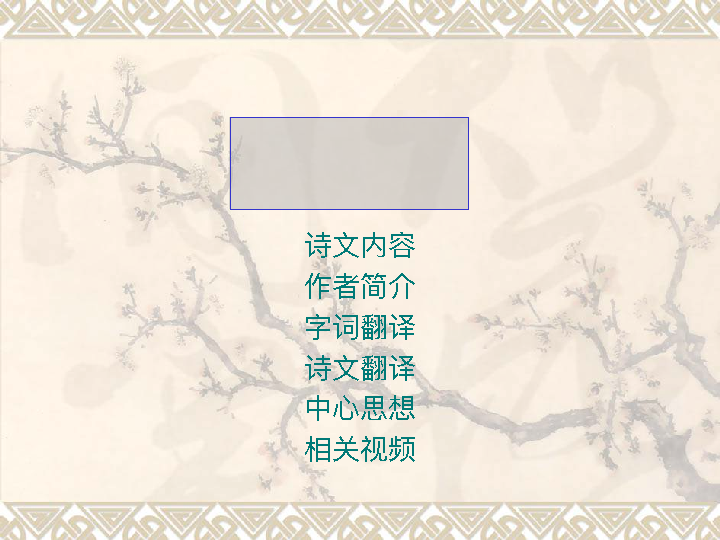 诗文内容
作者简介
字词翻译
诗文翻译
中心思想
相关视频